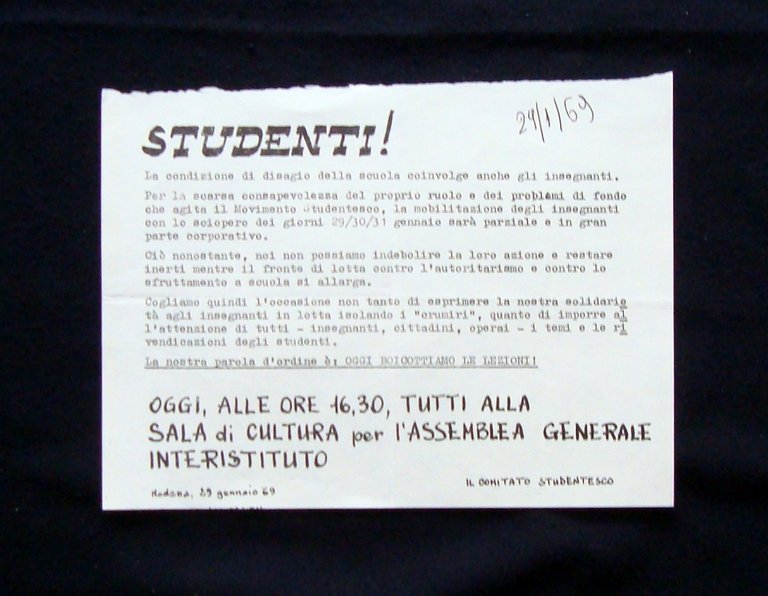 29/1/69
STUDENTI!
La condizione di disagio della scuola coinvolge anche gli insegnanti.
Per la scarsa consapevolezza del proprio ruolo e dei problèmi di fondo
che agita il Movimento Studentesco, la mobilitazione degli insegnanti
con lo sciopero dei giorni 29/30/31 gennaio sarà parziale e in gran
parte corporativo.
Ciò nonostante, noi non possiamo indebolire la loro azione e restare
inerti mentre il fronte di lotta contro l'autoritarismo e contro lo
sfruttamento a scuola si allarga.
Cogliamo quindi l'occasione non tanto di esprimere la nostra solidarie
tà agli insegnanti in lotta isolando i "crumiri", quanto di imporre al
l'attenzione di tutti - insegnanti, cittadini, operai - i temi e le ri
vendicazioni degli studenti.
La nostra parola d'ordine è: OGGI BOICOTTIAMO LE LEZIONI!
OGGI, ALLE ORE 16,30, TUTTI ALLA
SALA di CULTURA per l'ASSEMBLEA GENERALE
INTERISTITUTO
IL COMITATO STUDENTESCO
Modena, 29 gennaio 69